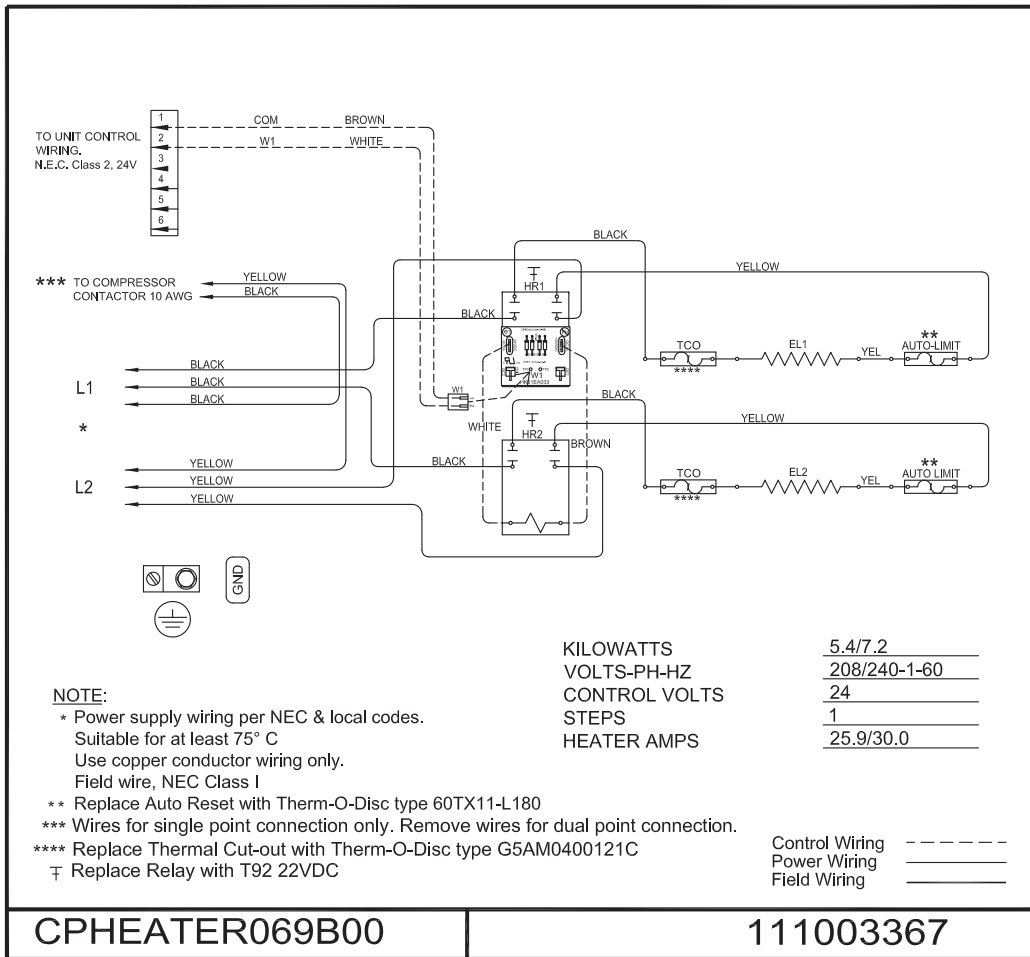 1
COM BROWN
TO UNIT CONTROL
WIRING.
N.E.C. Class 2, 24V
2
W1 WHITE
3
4
5
6
BLACK
*** TO COMPRESSOR
CONTACTOR 10 AWG
YELLOW
BLACK
HR1
YELLOW
BLACK
TCO
****
EL1
YEL
**
AUTO-LIMIT
L1
BLACK
BLACK
BLACK
W1
W1
BLACK
*
WHITE
HR2
BROWN
YELLOW
BLACK
L2
YELLOW
YELLOW
YELLOW
TCO
****
EL2
YEL
**
AUTO LIMIT
GND
KILOWATTS 5.4/7.2
VOLTS-PH-HZ 208/240-1-60
CONTROL VOLTS 24
STEPS 1
HEATER AMPS 25.9/30.0
NOTE:
* Power supply wiring per NEC & local codes.
Suitable for at least 75° C
Use copper conductor wiring only.
Field wire, NEC Class I
** Replace Auto Reset with Therm-O-Disc type 60TX11-L180
*** Wires for single point connection only. Remove wires for dual point connection.
**** Replace Thermal Cut-out with Therm-O-Disc type G5AM0400121C
Replace Relay with T92 22VDC
Control Wiring
Power Wiring
Field Wiring
CPHEATER069B00
111003367